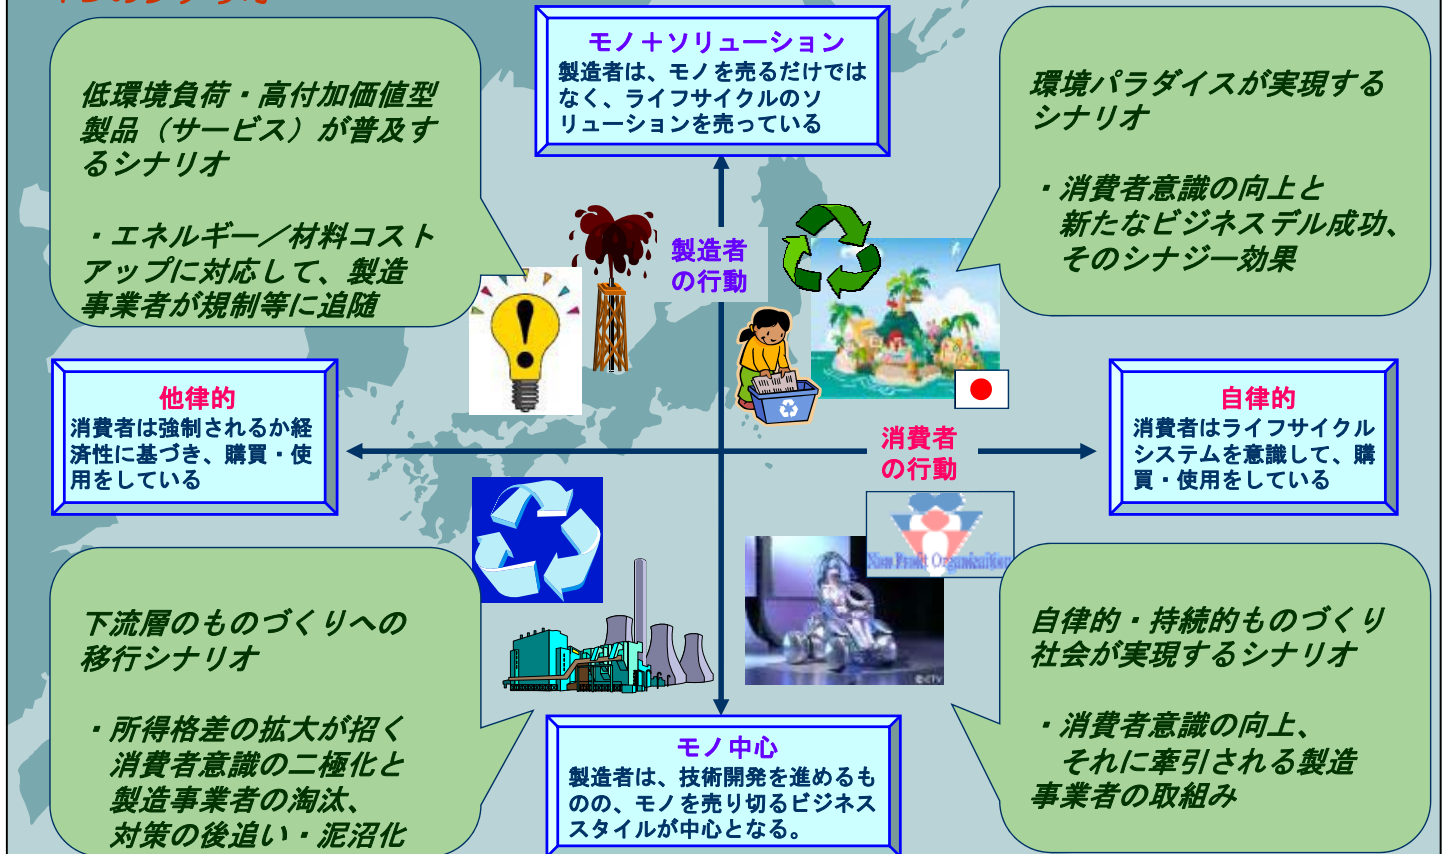 モノ＋ソリューション
製造者は、モノを売るだけでは
なく、ライフサイクルのソ
リューションを売っている
低環境負荷・高付加価値型
製品（サービス）が普及す
るシナリオ
・エネルギー／材料コスト
アップに対応して、製造
事業者が規制等に追随
環境パラダイスが実現する
シナリオ
・消費者意識の向上と
新たなビジネスデル成功、
そのシナジー効果
製造者
の行動
他律的
消費者は強制されるか経
済性に基づき、購買・使
用をしている
消費者
の行動
自律的
消費者はライフサイクル
システムを意識して、購
買・使用をしている
Non Profit Organization
©CTV
下流層のものづくりへの
移行シナリオ
・所得格差の拡大が招く
消費者意識の二極化と
製造事業者の淘汰、
対策の後追い・泥沼化
モノ中心
製造者は、技術開発を進めるも
のの、モノを売り切るビジネス
スタイルが中心となる。
自律的・持続的ものづくり
社会が実現するシナリオ
・消費者意識の向上、
それに牽引される製造
事業者の取組み